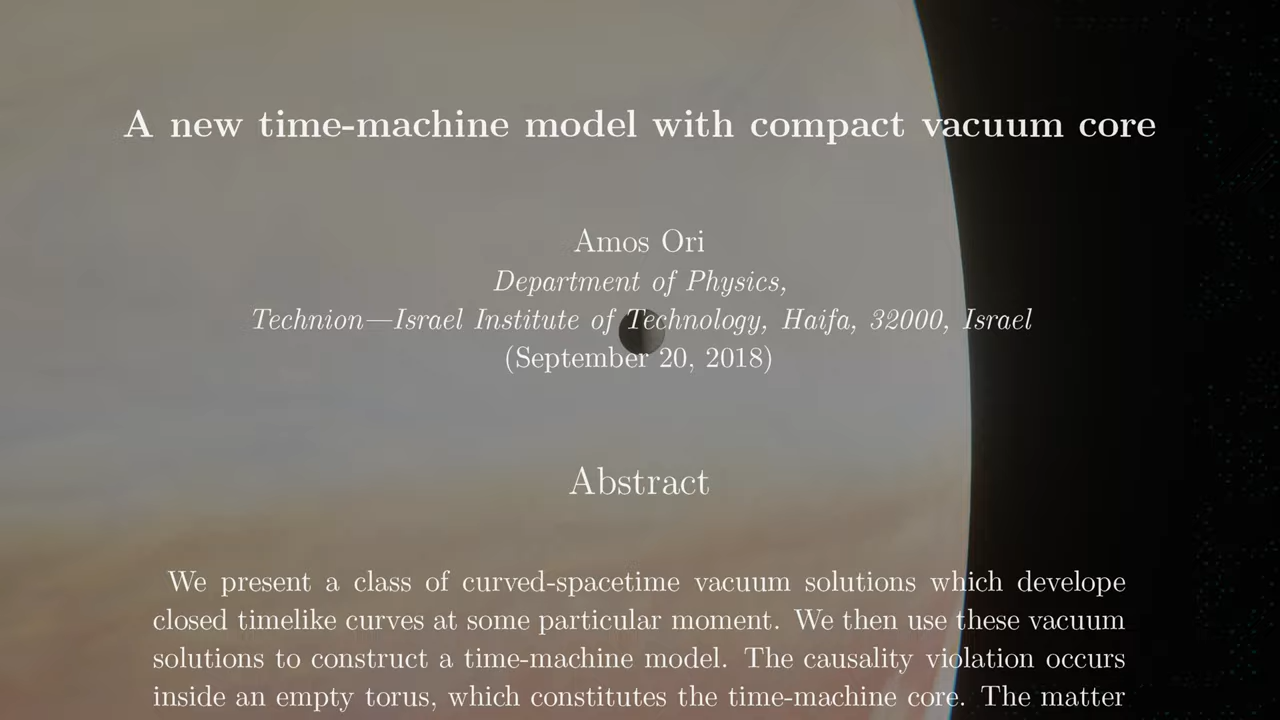 A new time-machine model with compact vacuum core
Amos Ori
Department of Physics,
Technion—Israel Institute of Technology, Haifa, 32000, Israel
(September 20, 2018)
Abstract
We present a class of curved-spacetime vacuum solutions which develope
closed timelike curves at some particular moment. We then use these vacuum
solutions to construct a time-machine model. The causality violation occurs
inside an empty torus, which constitutes the time-machine core. The matter